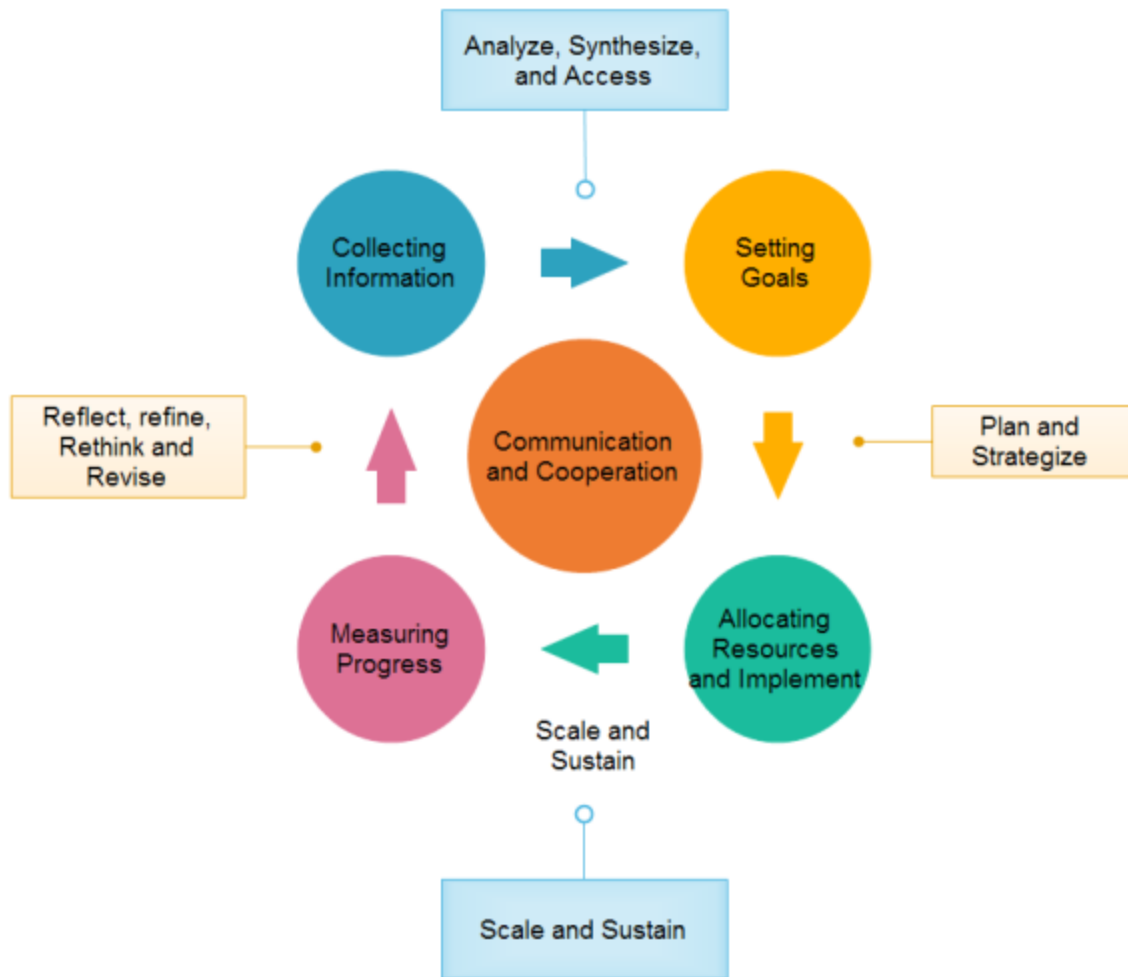 Analyze, Synthesize,
and Access
Collecting
Information
Setting
Goals
Reflect, refine,
Rethink and
Revise
Communication
and Cooperation
Plan and
Strategize
Measuring
Progress
Allocating
Resources
and Implement
Scale and
Sustain
Scale and Sustain